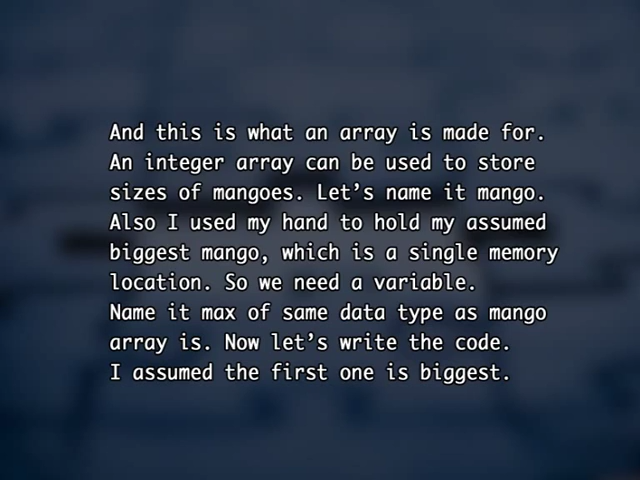 And this is what an array is made for.
An integer array can be used to store
sizes of mangoes. Let's name it mango.
Also I used my hand to hold my assumed
biggest mango, which is a single memory
location. So we need a variable.
Name it max of same data type as mango
array is. Now let's write the code.
I assumed the first one is biggest.